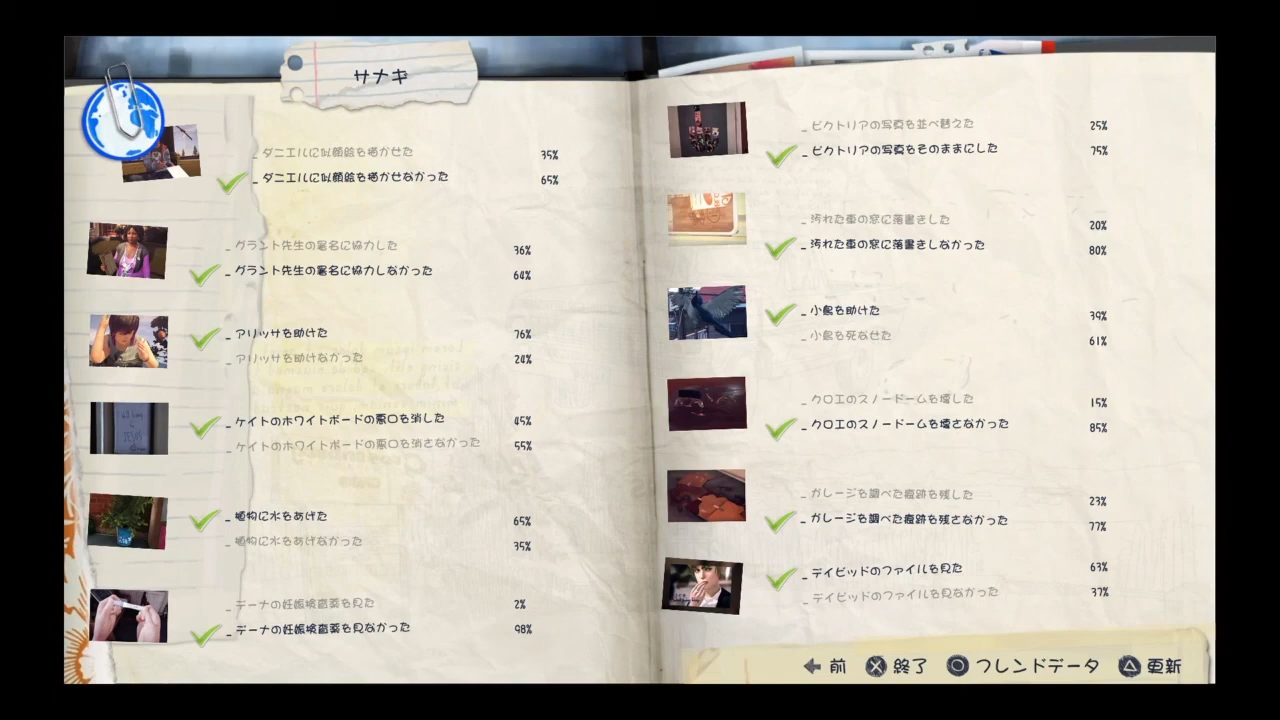 サナギ
_ ダニエルに似顔絵を描かせた 35%
_ ダニエルに似顔絵を描かせなかった 65%
_ グラント先生の署名に協力した 36%
_ グラント先生の署名に協力しなかった 64%
_ アリッサを助けた 76%
_ アリッサを助けなかった 24%
_ ケイトのホワイトボードの悪口を消した 45%
_ ケイトのホワイトボードの悪口を消さなかった 55%
_ 植物に水をあげた 65%
_ 植物に水をあげなかった 35%
_ デーナの妊娠検査薬を見た 2%
_ デーナの妊娠検査薬を見なかった 98%
_ ビクトリアの写真を並べ替えた 25%
_ ビクトリアの写真をそのままにした 75%
_ 汚れた車の窓に落書きした 20%
_ 汚れた車の窓に落書きしなかった 80%
_ 小鳥を助けた 39%
_ 小鳥を死なせた 61%
_ クロエのスノードームを壊した 15%
_ クロエのスノードームを壊さなかった 85%
_ ガレージを調べた痕跡を残した 23%
_ ガレージを調べた痕跡を残さなかった 77%
_ デイビッドのファイルを見た 63%
_ デイビッドのファイルを見なかった 37%
前 終了 フレンドデータ 更新